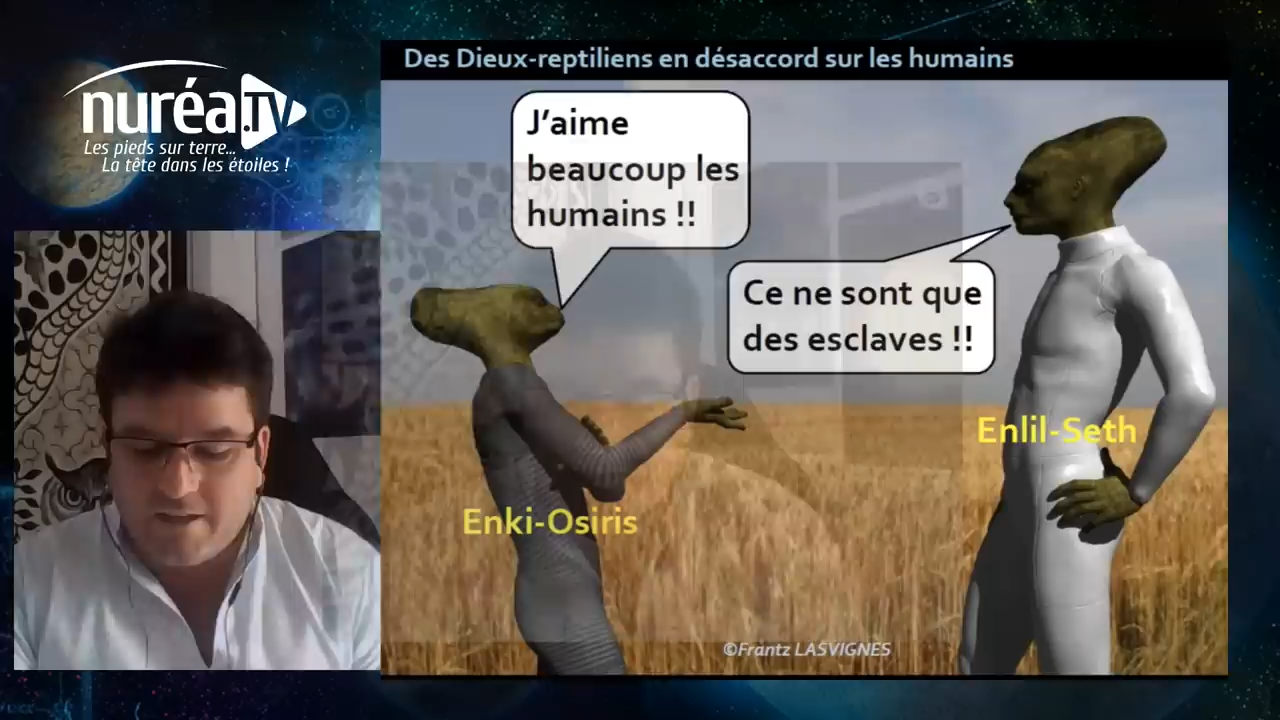 nuréa.TV
Les pieds sur terre...
La tête dans les étoiles !
Des Dieux-reptiliens en désaccord sur les humains
J'aime
beaucoup les
humains !!
Ce ne sont que
des esclaves !!
Enlil-Seth
Enki-Osiris
©Frantz LASVIGNES